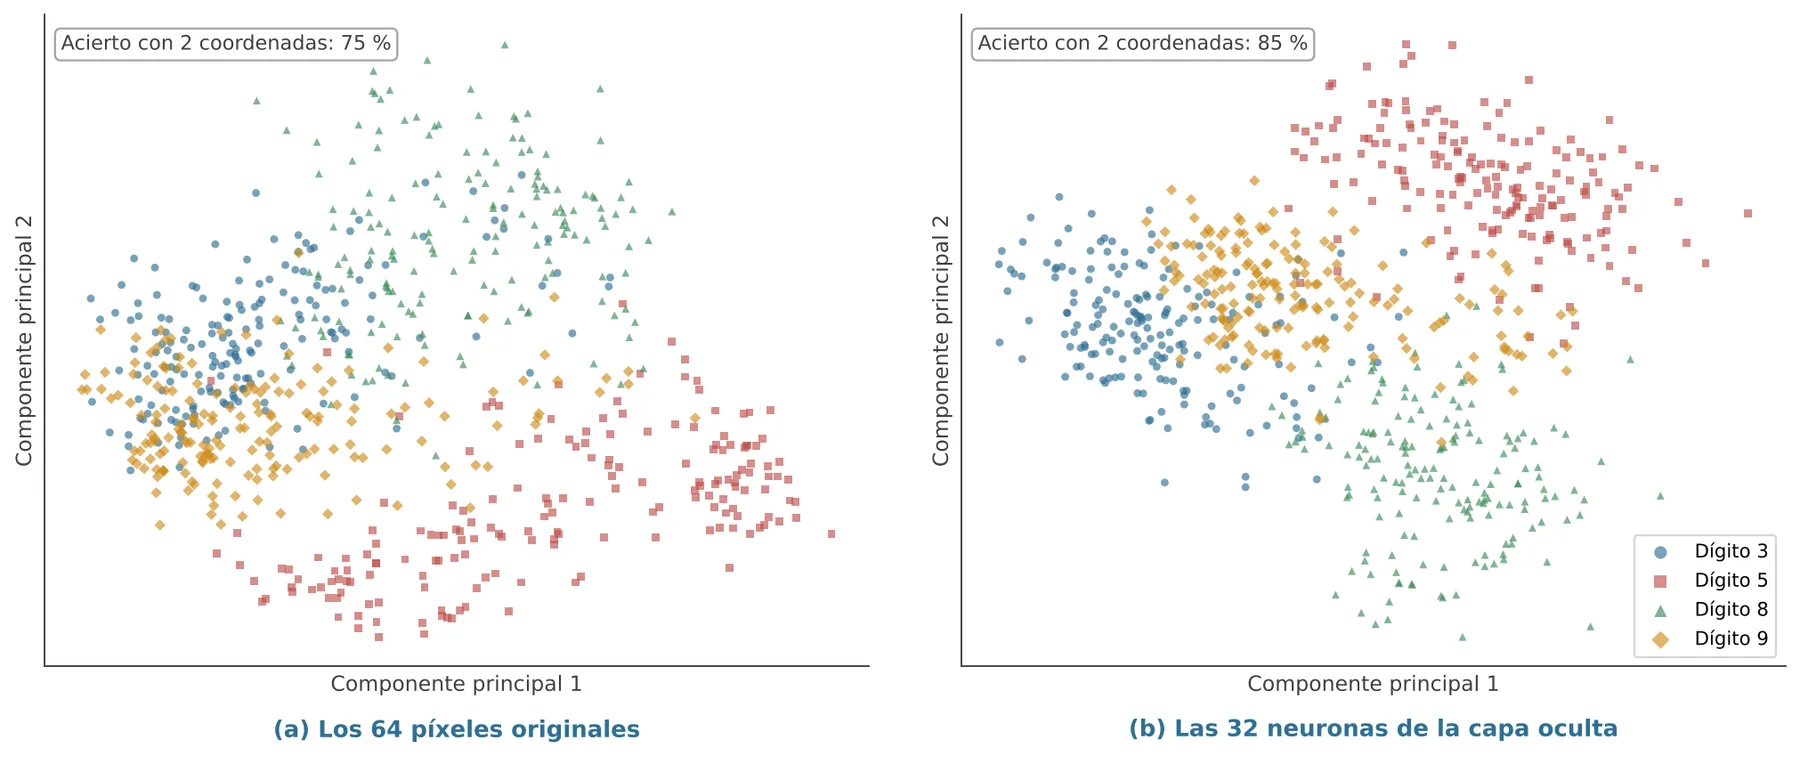 Acierto con 2 coordenadas: 75 %
Componente principal 2
Componente principal 1
(a) Los 64 píxeles originales
Acierto con 2 coordenadas: 85 %
Componente principal 2
Dígito 3
Dígito 5
Dígito 8
Dígito 9
Componente principal 1
(b) Las 32 neuronas de la capa oculta